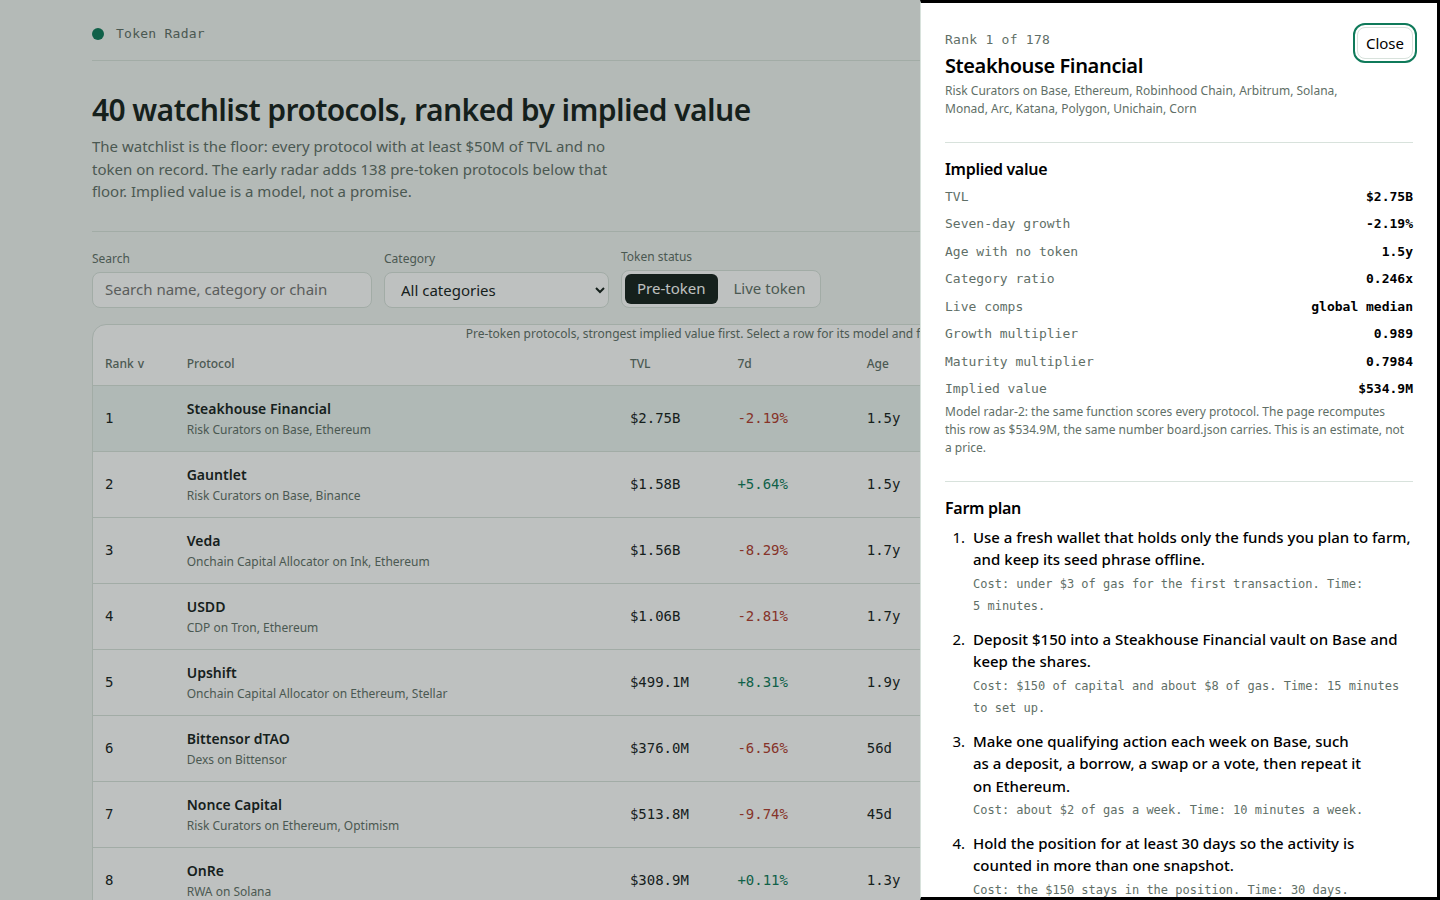 Token Radar
40 watchlist protocols, ranked by implied value
The watchlist is the floor: every protocol with at least $50M of TVL and no
token on record. The early radar adds 138 pre-token protocols below that
floor. Implied value is a model, not a promise.
Search
Category
Token status
Search name, category or chain
All categories
Pre-token
Live token
Pre-token protocols, strongest implied value first. Select a row for its model and f
Rank v
Protocol
TVL
7d
Age
1
Steakhouse Financial
Risk Curators on Base, Ethereum
$2.75B
-2.19%
1.5y
2
Gauntlet
Risk Curators on Base, Binance
$1.58B
+5.64%
1.5y
3
Veda
Onchain Capital Allocator on Ink, Ethereum
$1.56B
-8.29%
1.7y
4
USDD
CDP on Tron, Ethereum
$1.06B
-2.81%
1.7y
5
Upshift
Onchain Capital Allocator on Ethereum, Stellar
$499.1M
+8.31%
1.9y
6
Bittensor dTAO
Dexs on Bittensor
$376.0M
-6.56%
56d
7
Nonce Capital
Risk Curators on Ethereum, Optimism
$513.8M
-9.74%
45d
8
OnRe
RWA on Solana
$308.9M
+0.11%
1.3y
Rank 1 of 178
Close
Steakhouse Financial
Risk Curators on Base, Ethereum, Robinhood Chain, Arbitrum, Solana,
Monad, Arc, Katana, Polygon, Unichain, Corn
Implied value
TVL
$2.75B
Seven-day growth
-2.19%
Age with no token
1.5y
Category ratio
0.246x
Live comps
global median
Growth multiplier
0.989
Maturity multiplier
0.7984
Implied value
$534.9M
Model radar-2: the same function scores every protocol. The page recomputes
this row as $534.9M, the same number board.json carries. This is an estimate, not
a price.
Farm plan
1. Use a fresh wallet that holds only the funds you plan to farm,
and keep its seed phrase offline.
Cost: under $3 of gas for the first transaction. Time:
5 minutes.
2. Deposit $150 into a Steakhouse Financial vault on Base and
keep the shares.
Cost: $150 of capital and about $8 of gas. Time: 15 minutes
to set up.
3. Make one qualifying action each week on Base, such
as a deposit, a borrow, a swap or a vote, then repeat it
on Ethereum.
Cost: about $2 of gas a week. Time: 10 minutes a week.
4. Hold the position for at least 30 days so the activity is
counted in more than one snapshot.
Cost: the $150 stays in the position. Time: 30 days.